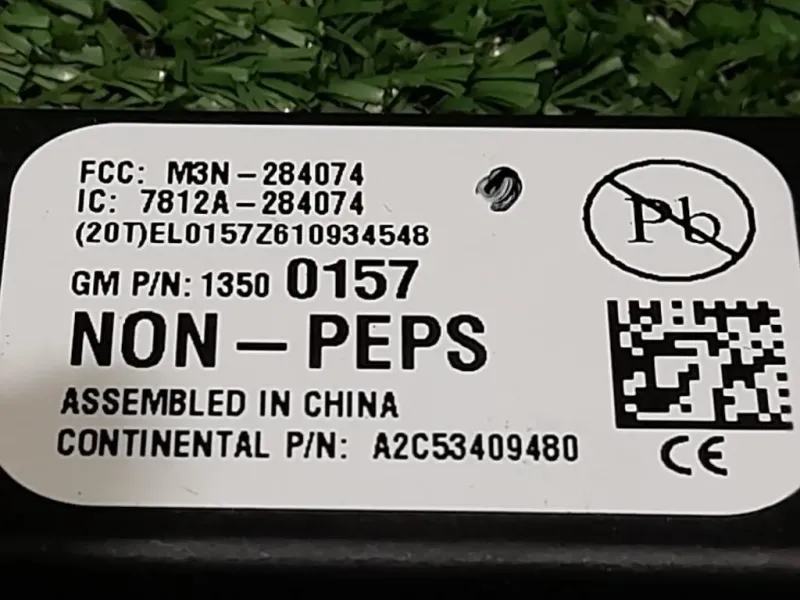 FCC: M3N-284074
IC: 7812A-284074
(20T)EL0157Z610934548
GM P/N: 1350 0157
NON-PEPS
ASSEMBLED IN CHINA
CONTINENTAL P/N: A2C53409480
Pb
CE